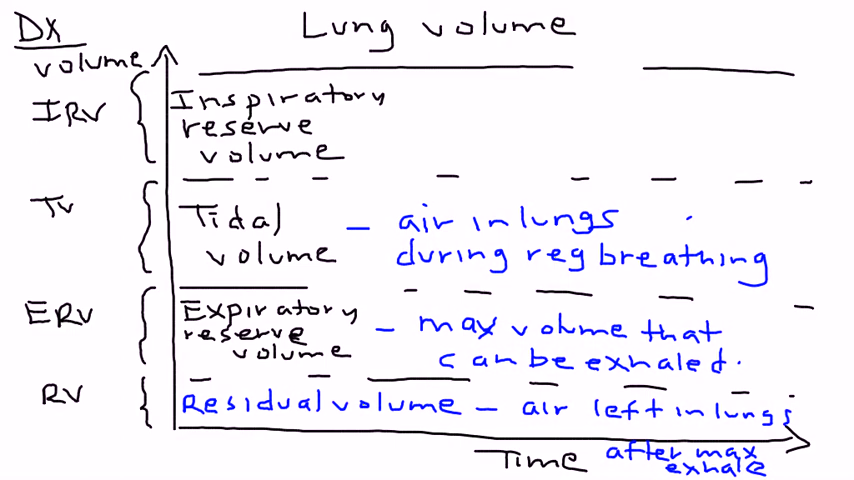 DX
Lung volume
volume
IRV
Inspiratory
reserve
volume
TV
Tidal
volume
– air in lungs
during reg breathing
ERV
Expiratory
reserve
volume
– max volume that
can be exhaled.
RV
Residual volume – air left in lungs
after max
exhale
Time